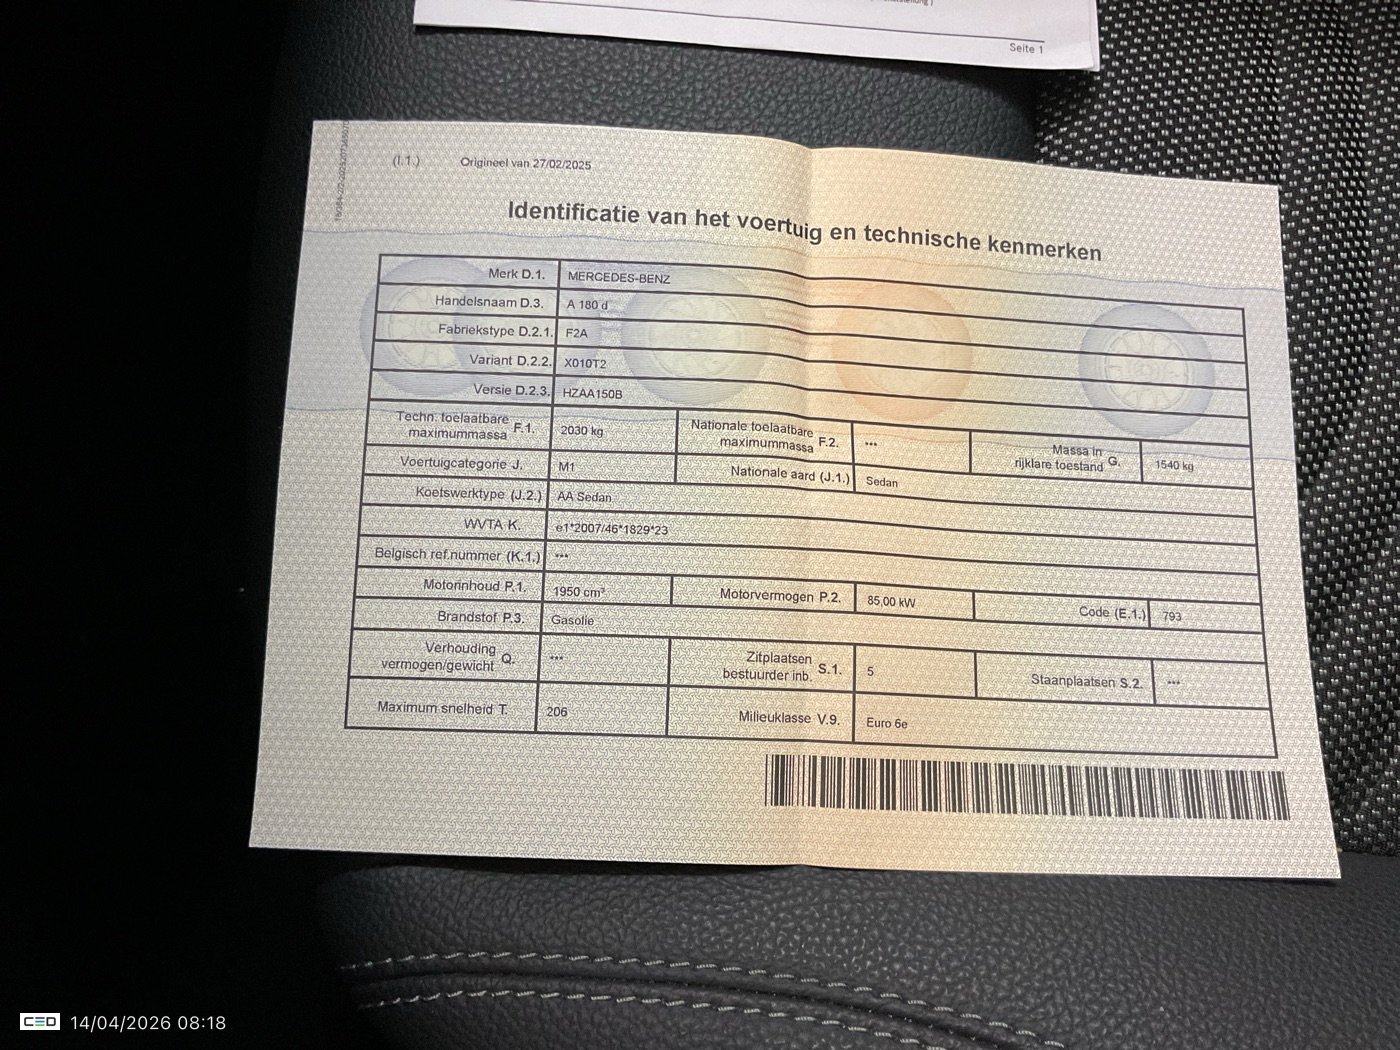 Seite 1
(I.1.) Origineel van 27/02/2025
Identificatie van het voertuig en technische kenmerken
Merk D.1. MERCEDES-BENZ
Handelsnaam D.3. A 180 d
Fabriekstype D.2.1. F2A
Variant D.2.2. X010T2
Versie D.2.3. HZAA150B
Techn. toelaatbare maximummassa F.1. 2030 kg Nationale toelaatbare maximummassa F.2. *** Massa in rijklare toestand G. 1540 kg
Voertuigcategorie J. M1 Nationale aard (J.1.) Sedan
Koetswerktype (J.2.) AA Sedan
WVTA K. e1*2007/46*1829*23
Belgisch ref.nummer (K.1.) ***
Motorinhoud P.1. 1950 cm³ Motorvermogen P.2. 85,00 kW Code (E.1.) 793
Brandstof P.3. Gasolie
Verhouding vermogen/gewicht Q. *** Zitplaatsen bestuurder inb. S.1. 5 Staanplaatsen S.2. ***
Maximum snelheid T. 206 Milieuklasse V.9. Euro 6e
CED 14/04/2026 08:18